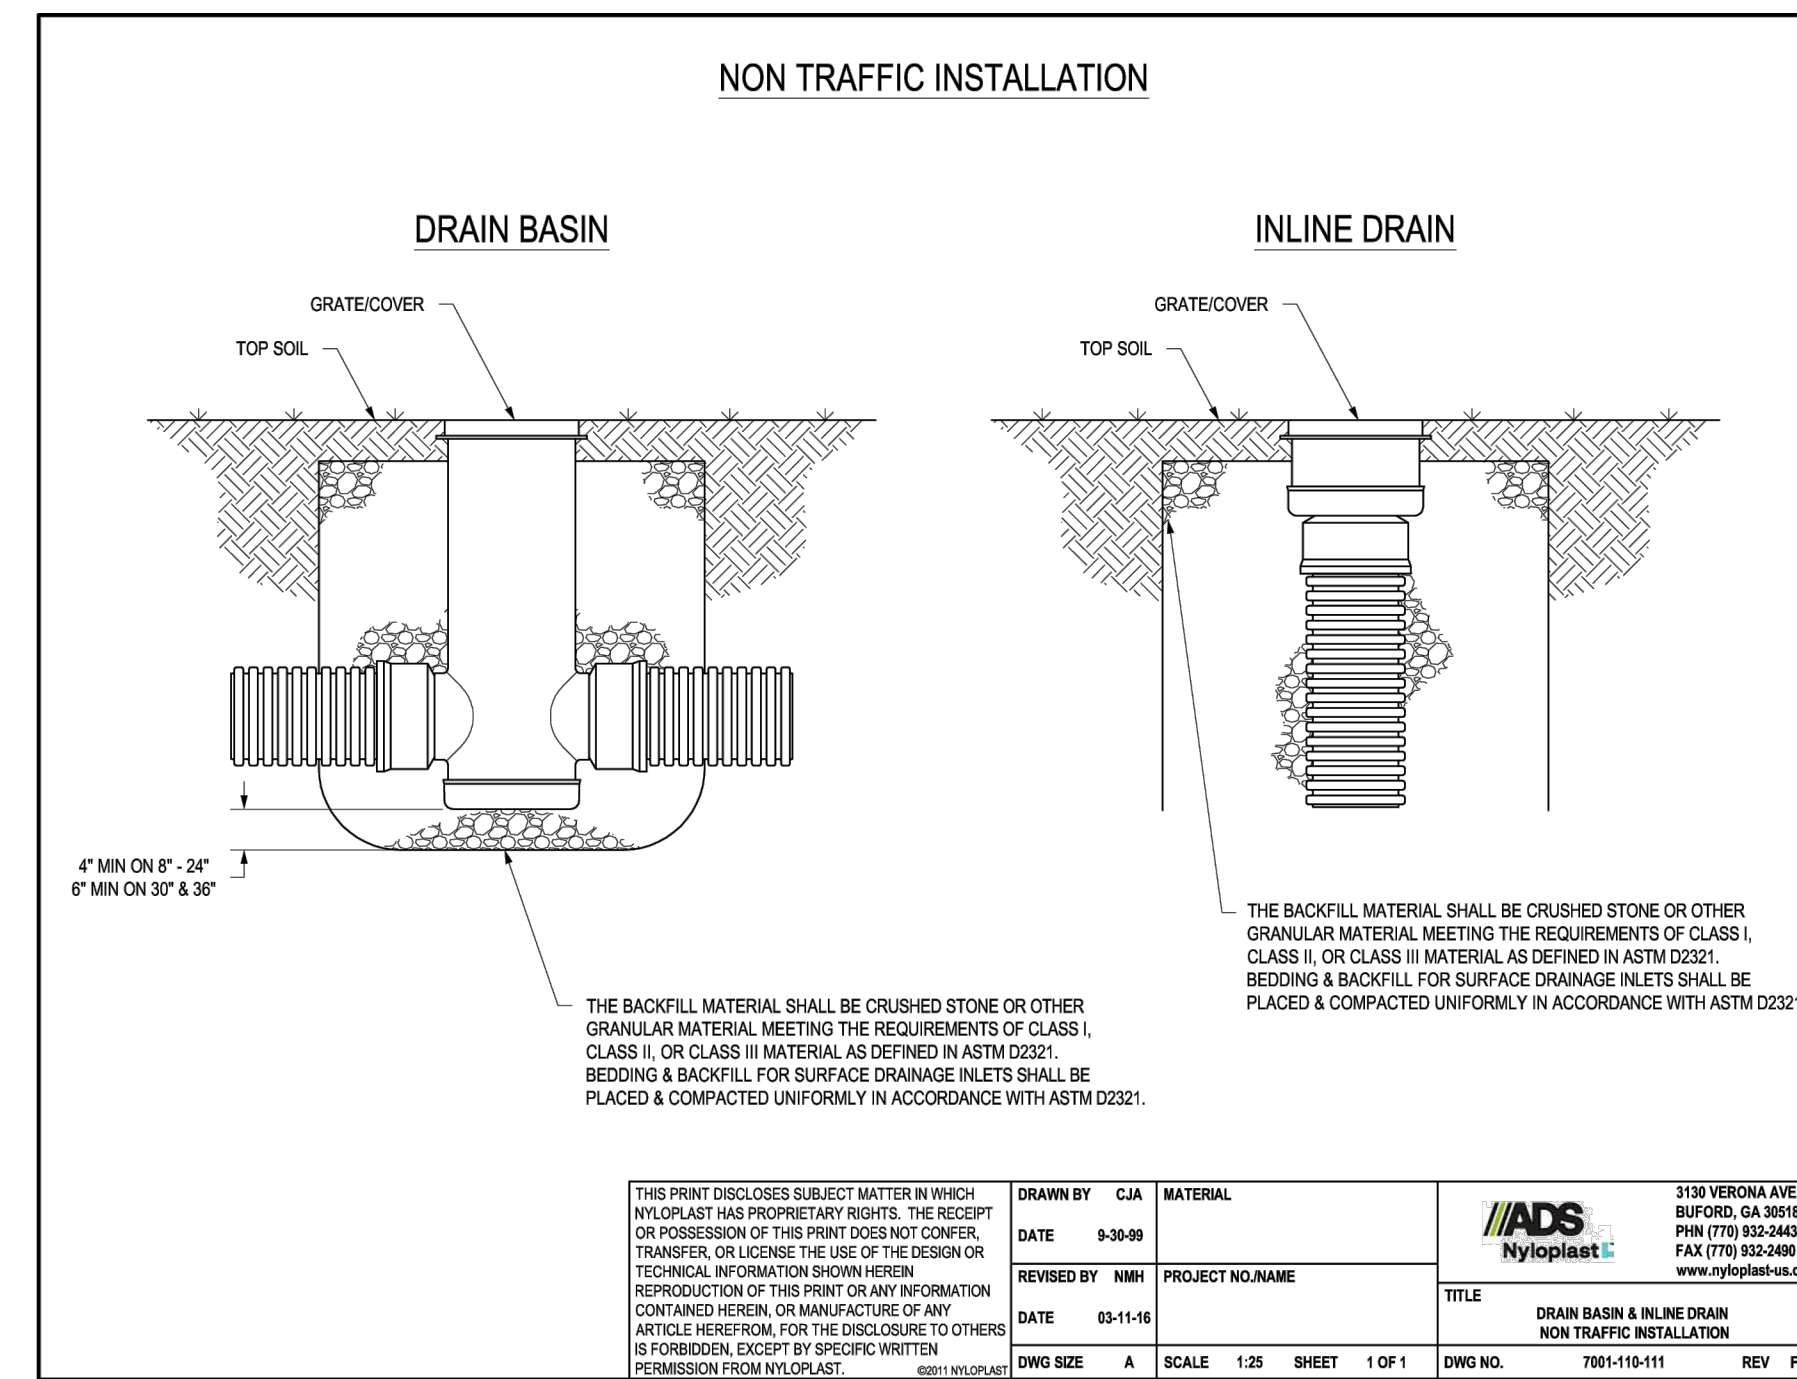 NON TRAFFIC INSTALLATION
DRAIN BASIN
GRATE/COVER
TOP SOIL
4" MIN ON 8" - 24"
6" MIN ON 30" & 36"
THE BACKFILL MATERIAL SHALL BE CRUSHED STONE OR OTHER
GRANULAR MATERIAL MEETING THE REQUIREMENTS OF CLASS I,
CLASS II, OR CLASS III MATERIAL AS DEFINED IN ASTM D2321.
BEDDING & BACKFILL FOR SURFACE DRAINAGE INLETS SHALL BE
PLACED & COMPACTED UNIFORMLY IN ACCORDANCE WITH ASTM D2321.
INLINE DRAIN
GRATE/COVER
TOP SOIL
THE BACKFILL MATERIAL SHALL BE CRUSHED STONE OR OTHER
GRANULAR MATERIAL MEETING THE REQUIREMENTS OF CLASS I,
CLASS II, OR CLASS III MATERIAL AS DEFINED IN ASTM D2321.
BEDDING & BACKFILL FOR SURFACE DRAINAGE INLETS SHALL BE
PLACED & COMPACTED UNIFORMLY IN ACCORDANCE WITH ASTM D2321
THIS PRINT DISCLOSES SUBJECT MATTER IN WHICH
NYLOPLAST HAS PROPRIETARY RIGHTS. THE RECEIPT
OR POSSESSION OF THIS PRINT DOES NOT CONFER,
TRANSFER, OR LICENSE THE USE OF THE DESIGN OR
TECHNICAL INFORMATION SHOWN HEREIN
REPRODUCTION OF THIS PRINT OR ANY INFORMATION
CONTAINED HEREIN, OR MANUFACTURE OF ANY
ARTICLE HEREFROM, FOR THE DISCLOSURE TO OTHERS
IS FORBIDDEN, EXCEPT BY SPECIFIC WRITTEN
PERMISSION FROM NYLOPLAST. ©2011 NYLOPLAST
DRAWN BY CJA
DATE 9-30-99
REVISED BY NMH
DATE 03-11-16
DWG SIZE A
MATERIAL
PROJECT NO./NAME
SCALE 1:25 SHEET 1 OF 1
ADS
Nyloplast
3130 VERONA AVE
BUFORD, GA 30518
PHN (770) 932-2443
FAX (770) 932-2490
www.nyloplast-us.c
TITLE
DRAIN BASIN & INLINE DRAIN
NON TRAFFIC INSTALLATION
DWG NO. 7001-110-111 REV